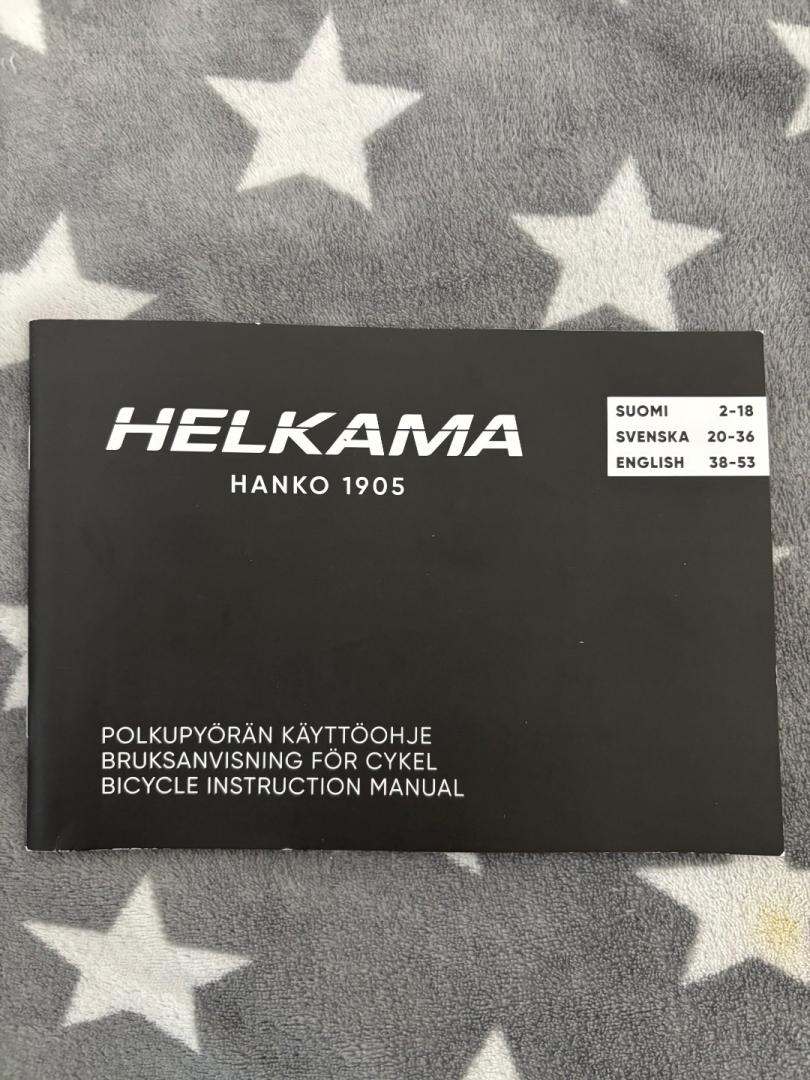 HELKAMA
HANKO 1905
SUOMI 2-18
SVENSKA 20-36
ENGLISH 38-53
POLKUPYÖRÄN KÄYTTÖOHJE
BRUKSANVISNING FÖR CYKEL
BICYCLE INSTRUCTION MANUAL